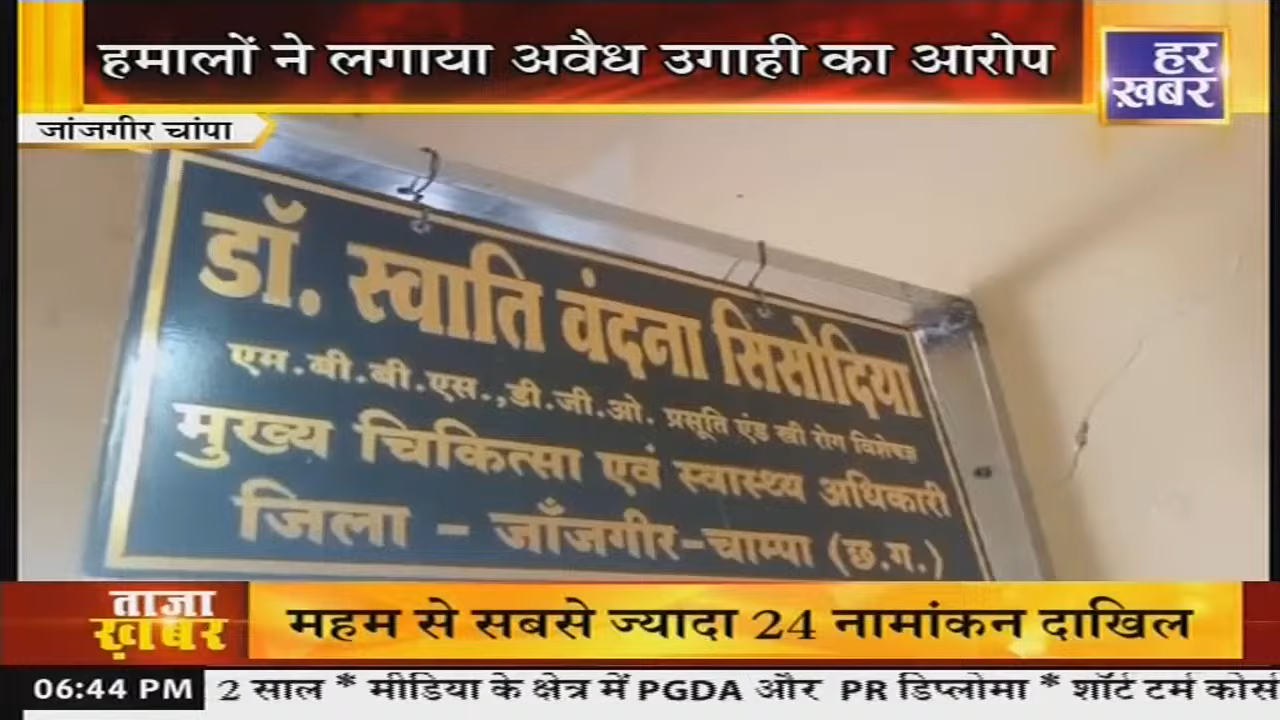 हमालों ने लगाया अवैध उगाही का आरोप
हर
ख़बर
जांजगीर चांपा
डॉ. स्वाति वंदना सिसोदिया
एम.बी.बी.एस.,डी.जी.ओ. प्रसूति एंड स्त्री रोग विशेषज्ञ
मुख्य चिकित्सा एवं स्वास्थ्य अधिकारी
जिला - जाँजगीर-चाम्पा (छ.ग.)
ताजा
ख़बर
महम से सबसे ज्यादा 24 नामांकन दाखिल
06:44 PM 2 साल * मीडिया के क्षेत्र में PGDA और PR डिप्लोमा * शॉर्ट टर्म कोर्स